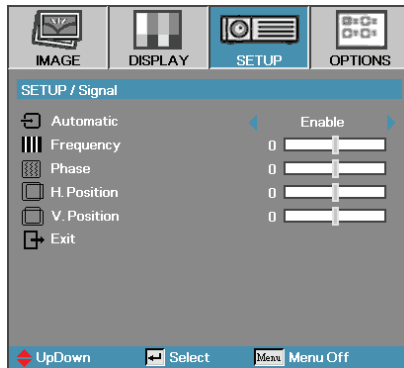 IMAGE DISPLAY SETUP OPTIONS
SETUP / Signal
Automatic Enable
Frequency 0
Phase 0
H. Position 0
V. Position 0
Exit
UpDown Select Menu Menu Off